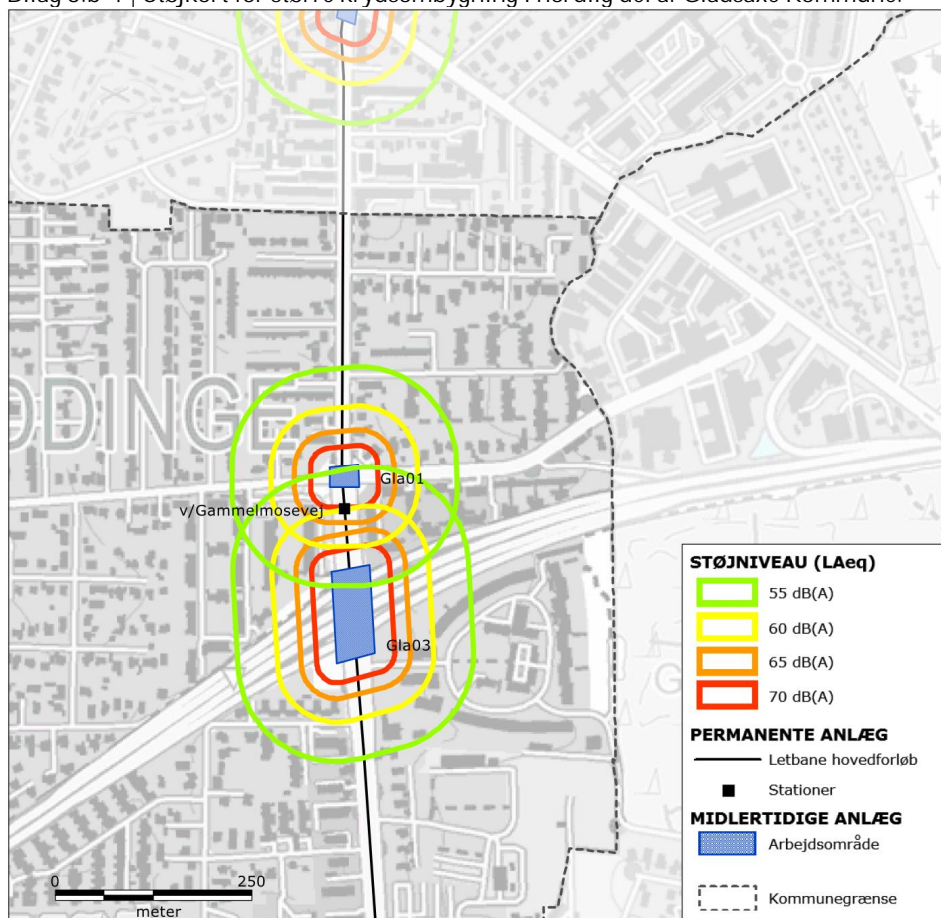 ODINGE
Gla01
v/Gammelmosevej
Gla03
STØJNIVEAU (LAeq)
55 dB(A)
60 dB(A)
65 dB(A)
70 dB(A)
PERMANENTE ANLÆG
Letbane hovedforløb
Stationer
MIDLERTIDIGE ANLÆG
Arbejdsområde
Kommunegrænse
0 250
meter